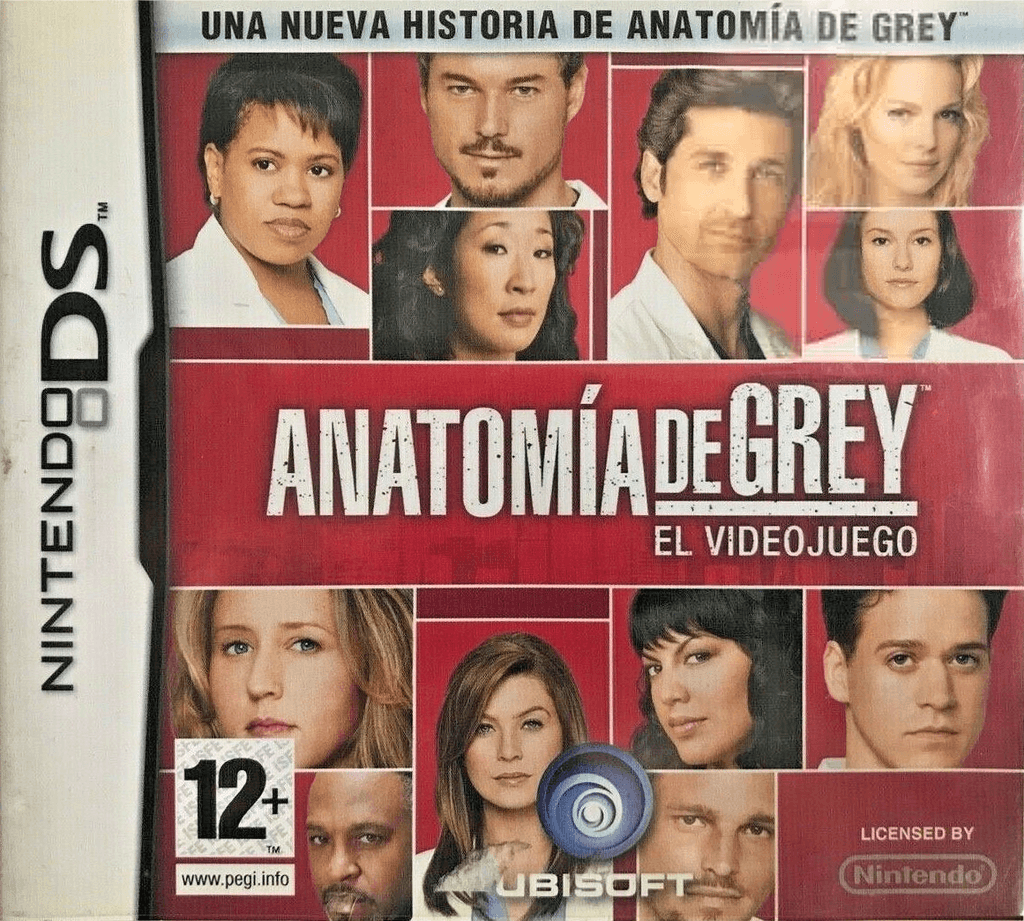 UNA NUEVA HISTORIA DE ANATOMÍA DE GREY™
NINTENDO DS™
ANATOMÍA DE GREY™
EL VIDEOJUEGO
12+
TM
www.pegi.info
UBISOFT
LICENSED BY
Nintendo®